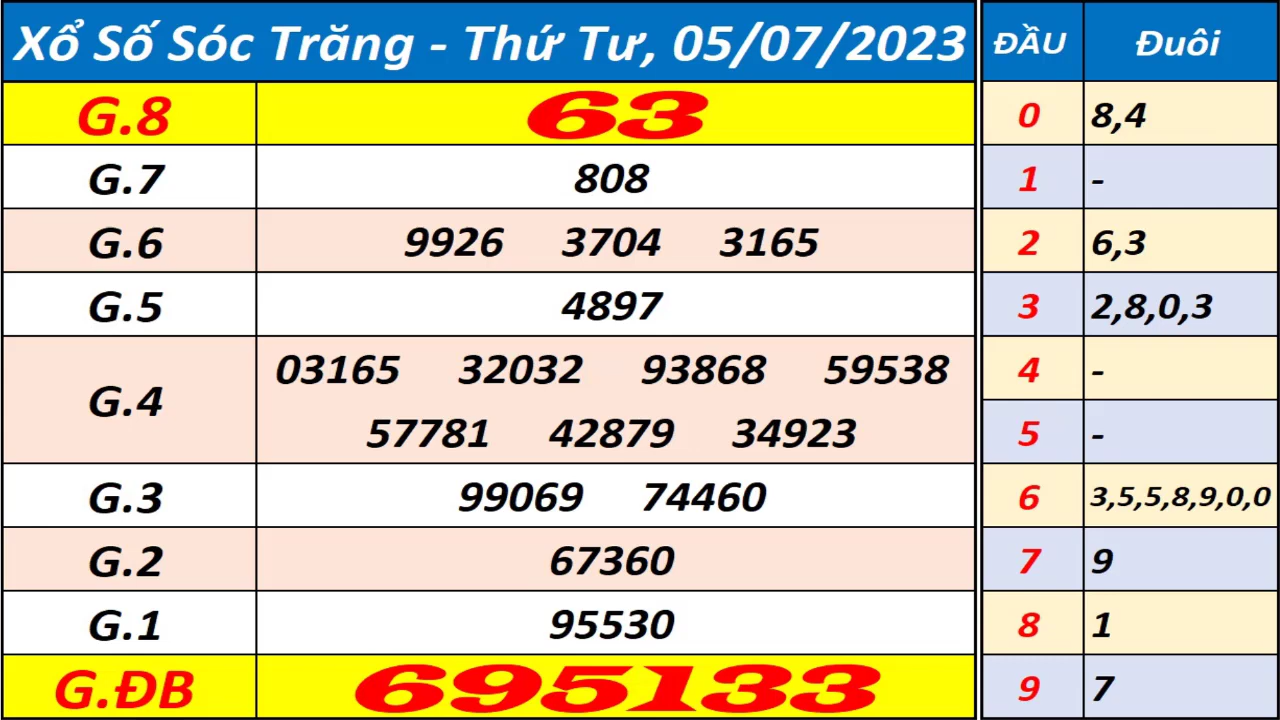 Xổ Số Sóc Trăng - Thứ Tư, 05/07/2023
G.8 63
G.7 808
G.6 9926 3704 3165
G.5 4897
G.4 03165 32032 93868 59538
57781 42879 34923
G.3 99069 74460
G.2 67360
G.1 95530
G.ĐB 695133
ĐẦU Đuôi
0 8,4
1 -
2 6,3
3 2,8,0,3
4 -
5 -
6 3,5,5,8,9,0,0
7 9
8 1
9 7